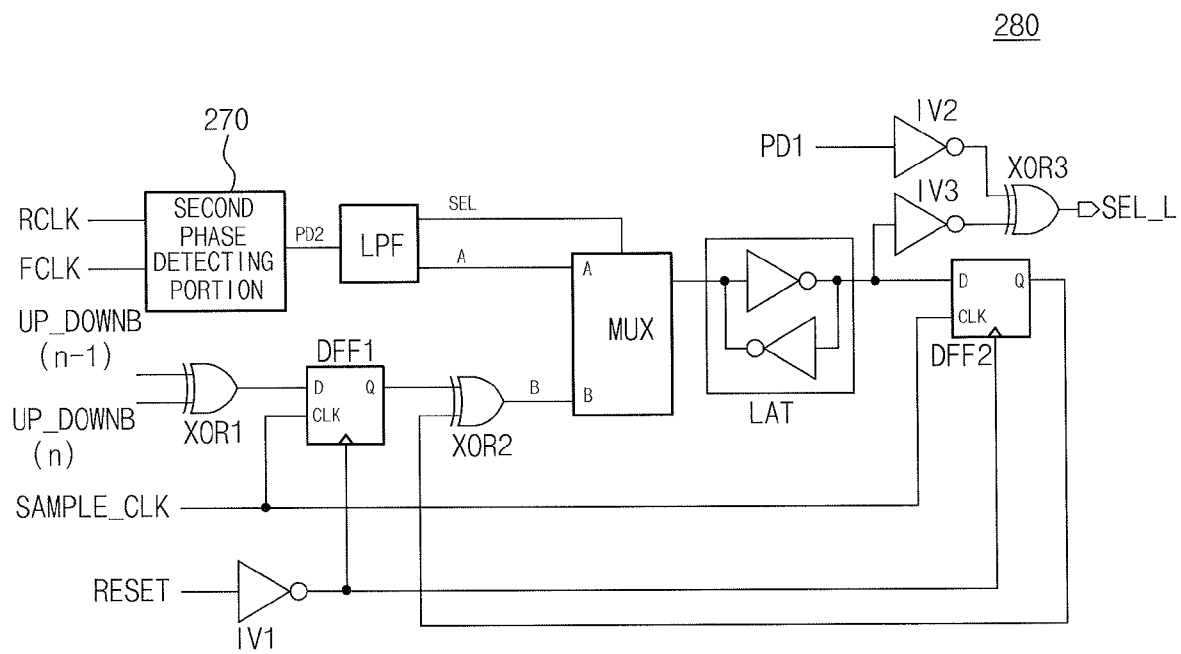 280
270
IV2
PD1
XOR3
IV3
SEL_L
RCLK
FCLK
SECOND
PHASE
DETECTING
PORTION
PD2
LPF
SEL
A
A
MUX
B
B
LAT
D
Q
CLK
DFF2
UP_DOWNB
(n-1)
UP_DOWNB
(n)
XOR1
DFF1
D
Q
CLK
XOR2
SAMPLE_CLK
RESET
IV1